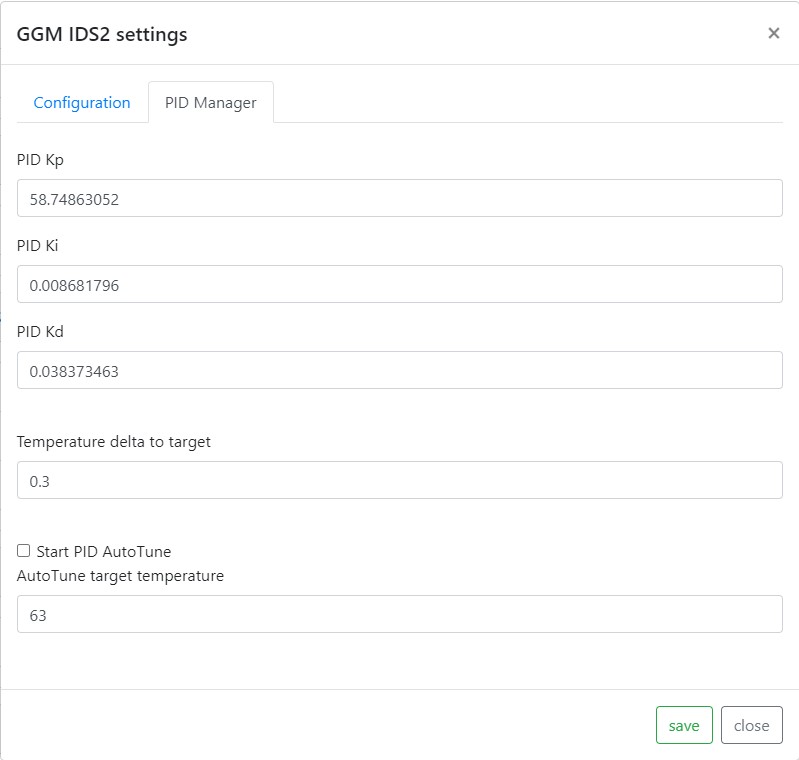 GGM IDS2 settings ×
Configuration PID Manager
PID Kp
58.74863052
PID Ki
0.008681796
PID Kd
0.038373463
Temperature delta to target
0.3
Start PID AutoTune
AutoTune target temperature
63
save close